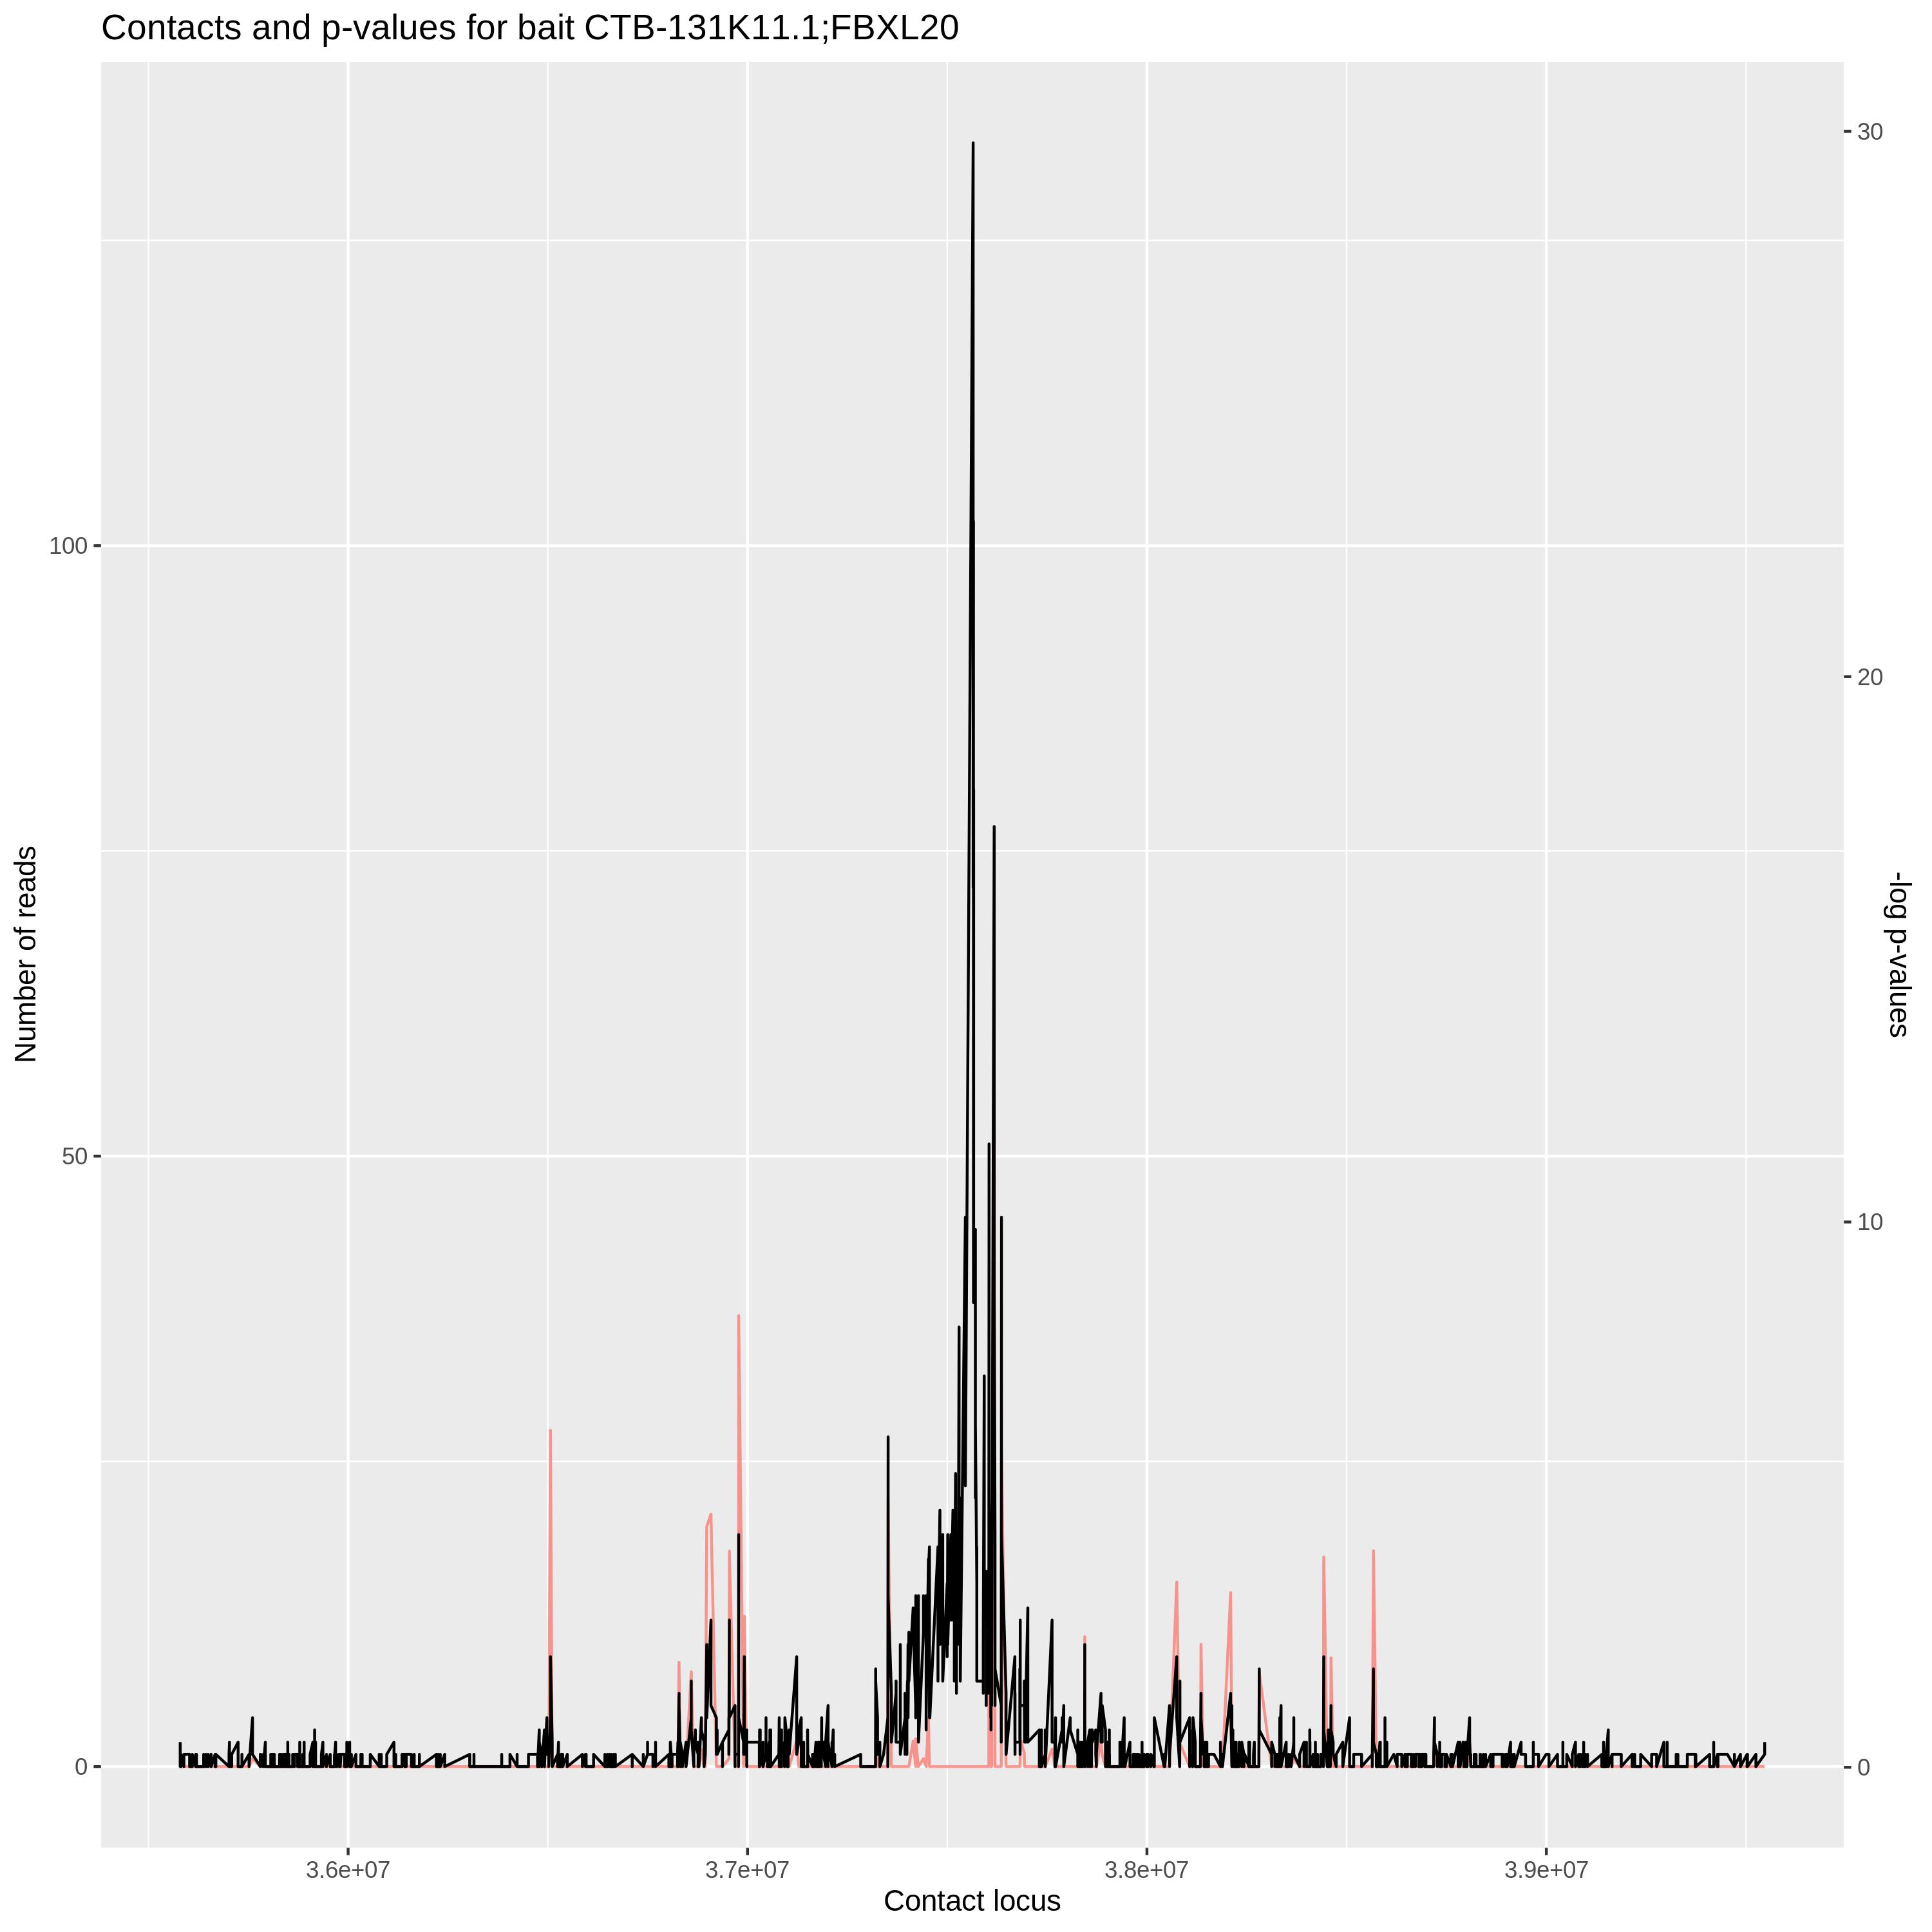 Contacts and p-values for bait CTB-131K11.1;FBXL20
Number of reads
100
50
0
30
20
10
0
-log p-values
3.6e+07 3.7e+07 3.8e+07 3.9e+07
Contact locus